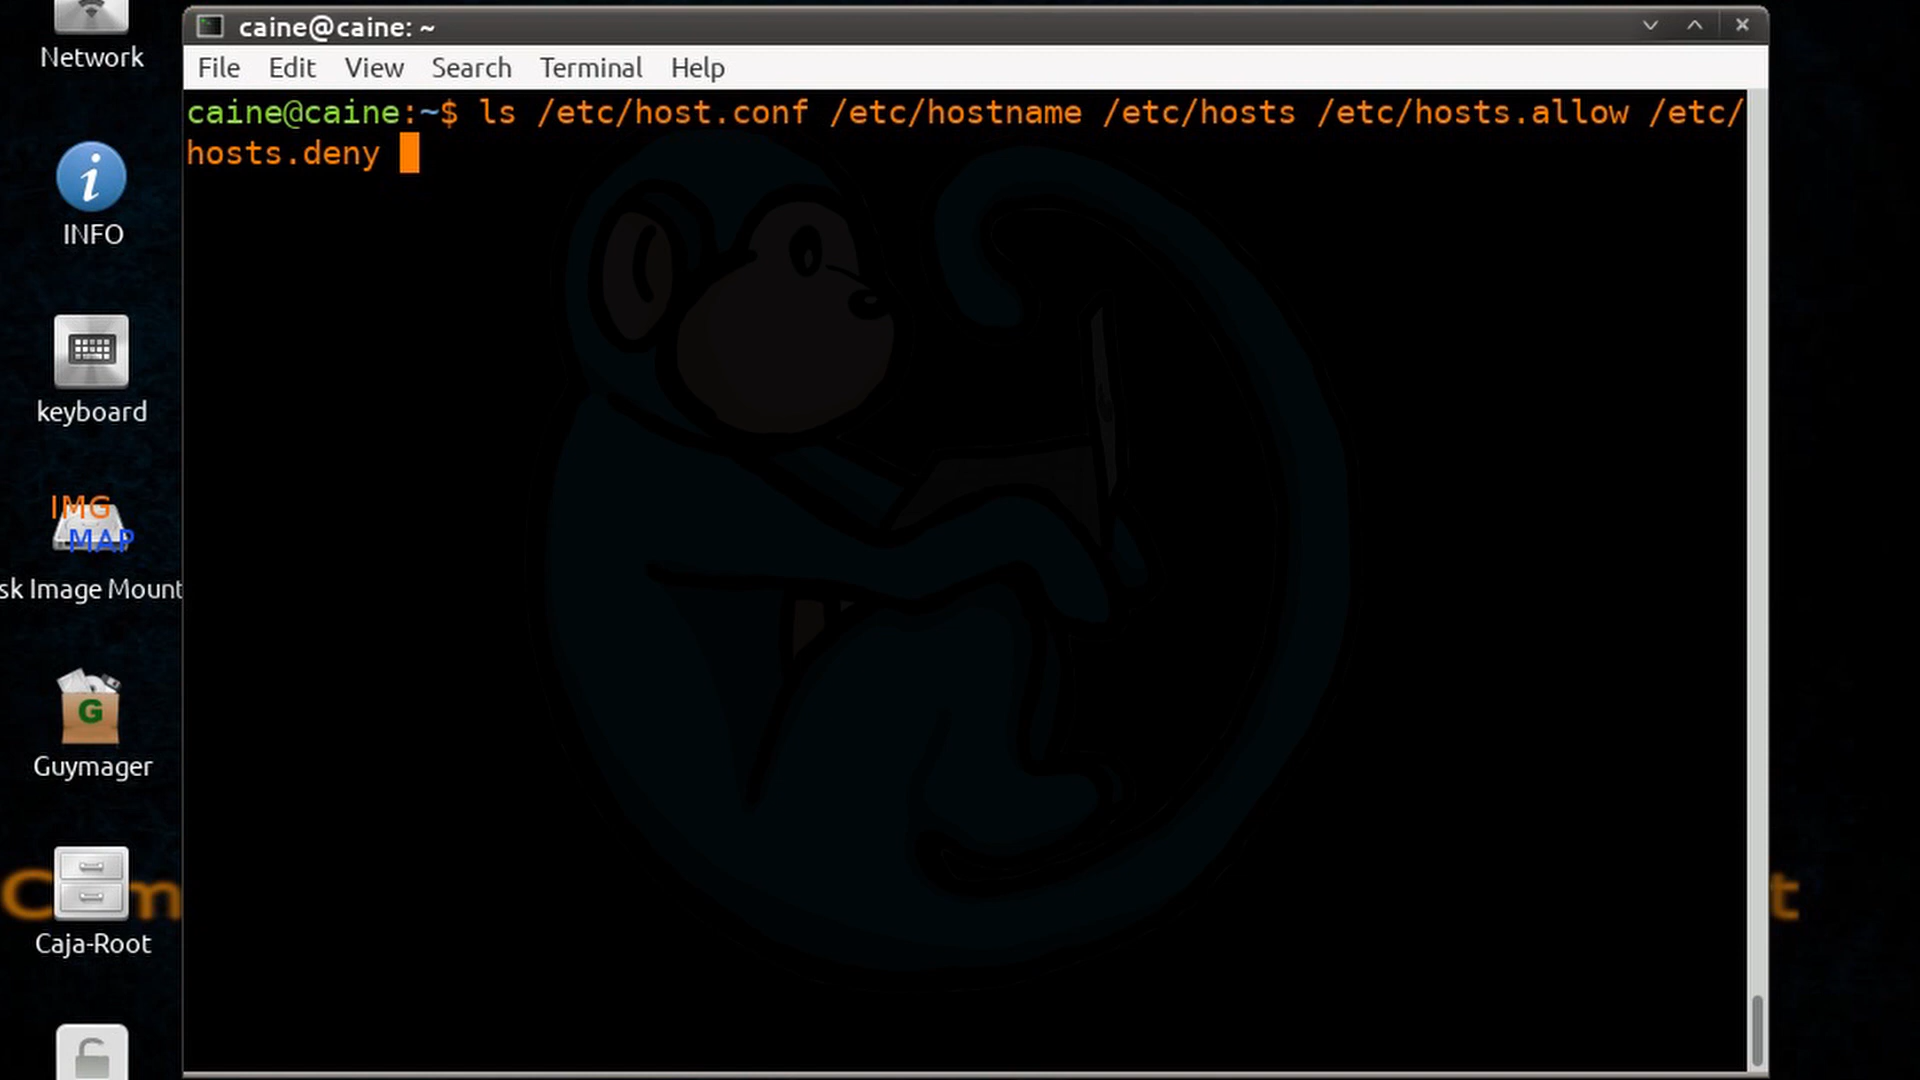 caine@caine: ~
File Edit View Search Terminal Help
caine@caine:~$ ls /etc/host.conf /etc/hostname /etc/hosts /etc/hosts.allow /etc/
hosts.deny
Network
INFO
keyboard
IMG
MAP
sk Image Mount
G
Guymager
Caja-Root
C
m
t